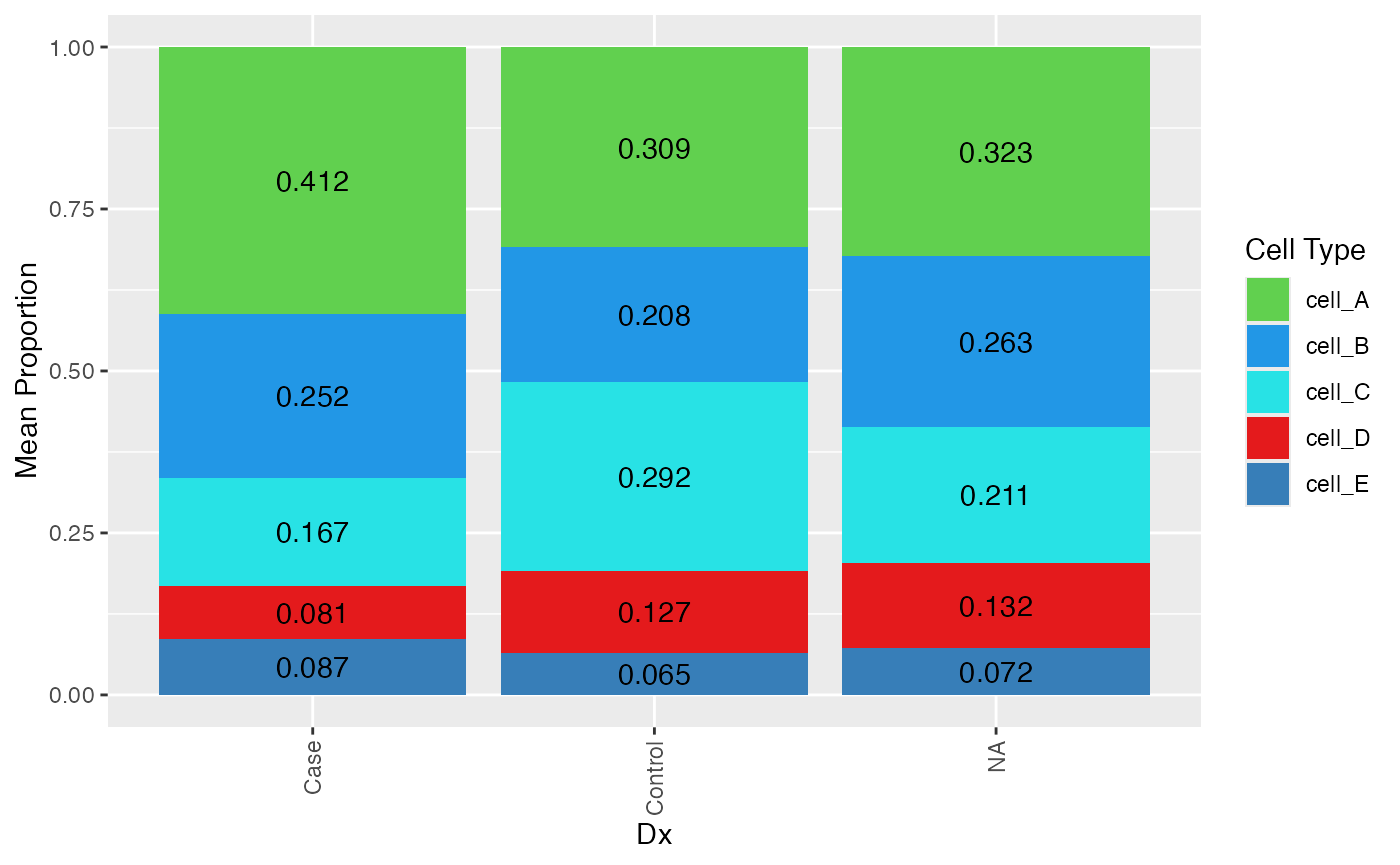 Mean Proportion
1.00
0.75
0.50
0.25
0.00
0.412
0.252
0.167
0.081
0.087
0.309
0.208
0.292
0.127
0.065
0.323
0.263
0.211
0.132
0.072
Case
Control
NA
Dx
Cell Type
cell_A
cell_B
cell_C
cell_D
cell_E